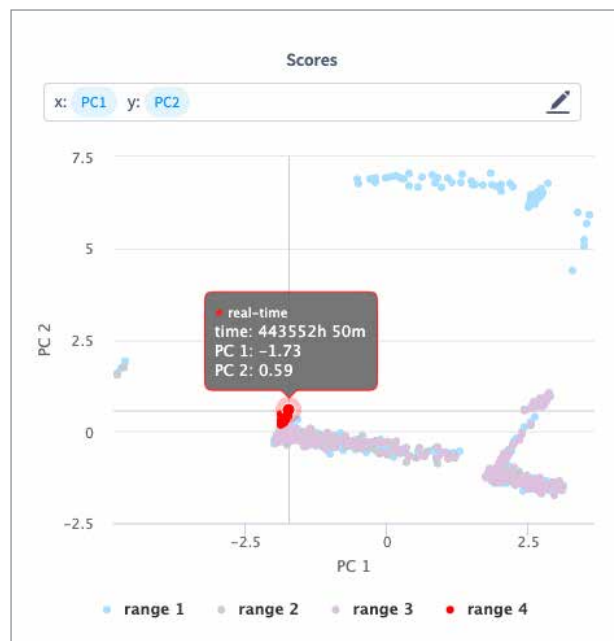 Scores
x: PC1 y: PC2
7.5
5
2.5
0
−2.5
PC 2
real-time
time: 443552h 50m
PC 1: −1.73
PC 2: 0.59
−2.5 0 2.5
PC 1
range 1 range 2 range 3 range 4